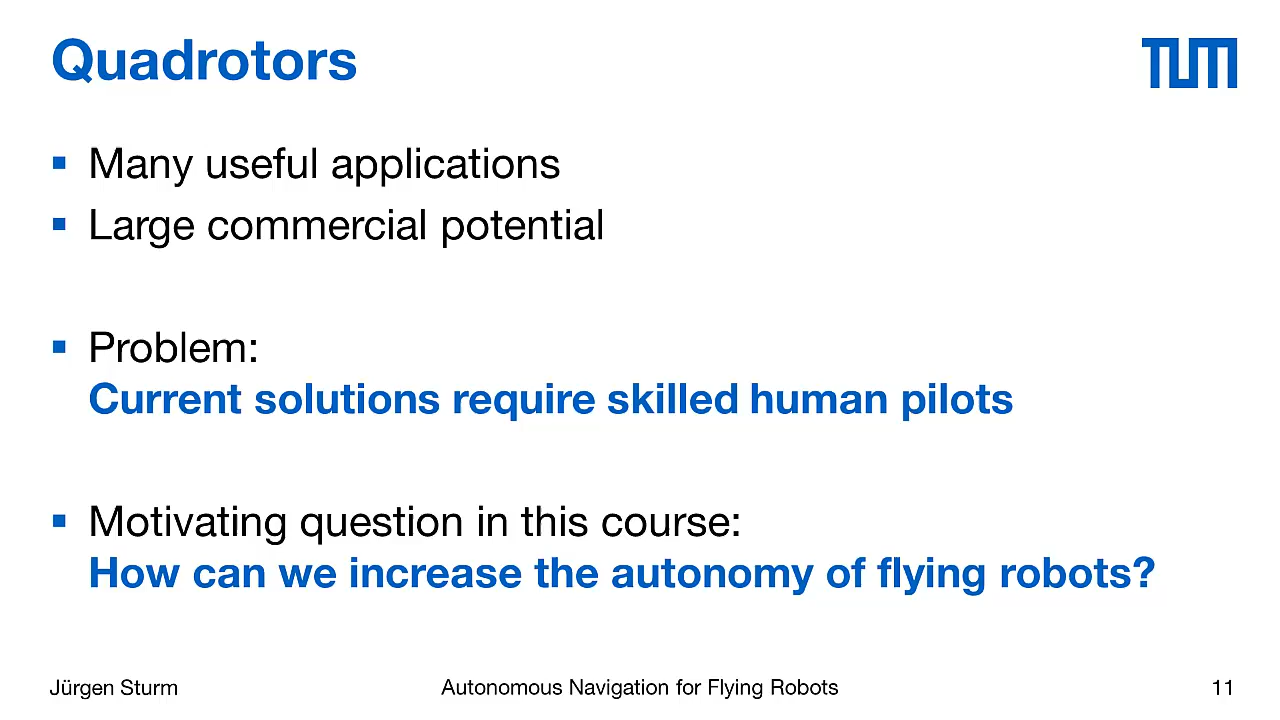 Quadrotors
TUM
Many useful applications
Large commercial potential
Problem:
Current solutions require skilled human pilots
Motivating question in this course:
How can we increase the autonomy of flying robots?
Jürgen Sturm
Autonomous Navigation for Flying Robots
11